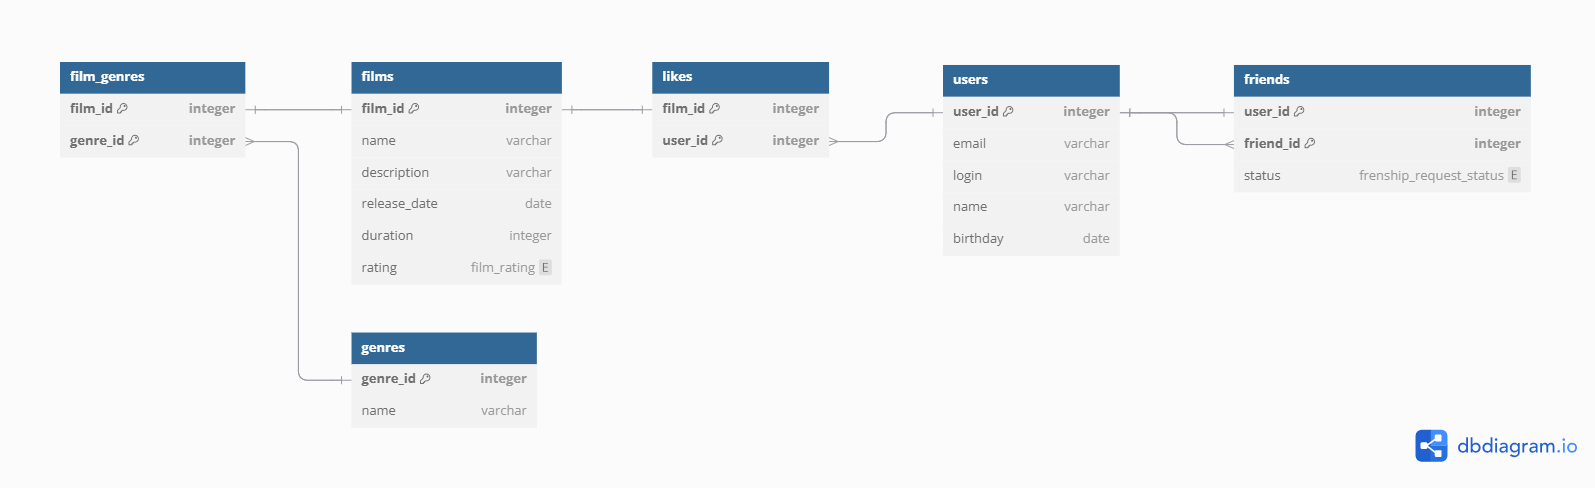 film_genres
film_id integer
genre_id integer
films
film_id integer
name varchar
description varchar
release_date date
duration integer
rating film_rating E
genres
genre_id integer
name varchar
likes
film_id integer
user_id integer
users
user_id integer
email varchar
login varchar
name varchar
birthday date
friends
user_id integer
friend_id integer
status frenship_request_status E
dbdiagram.io